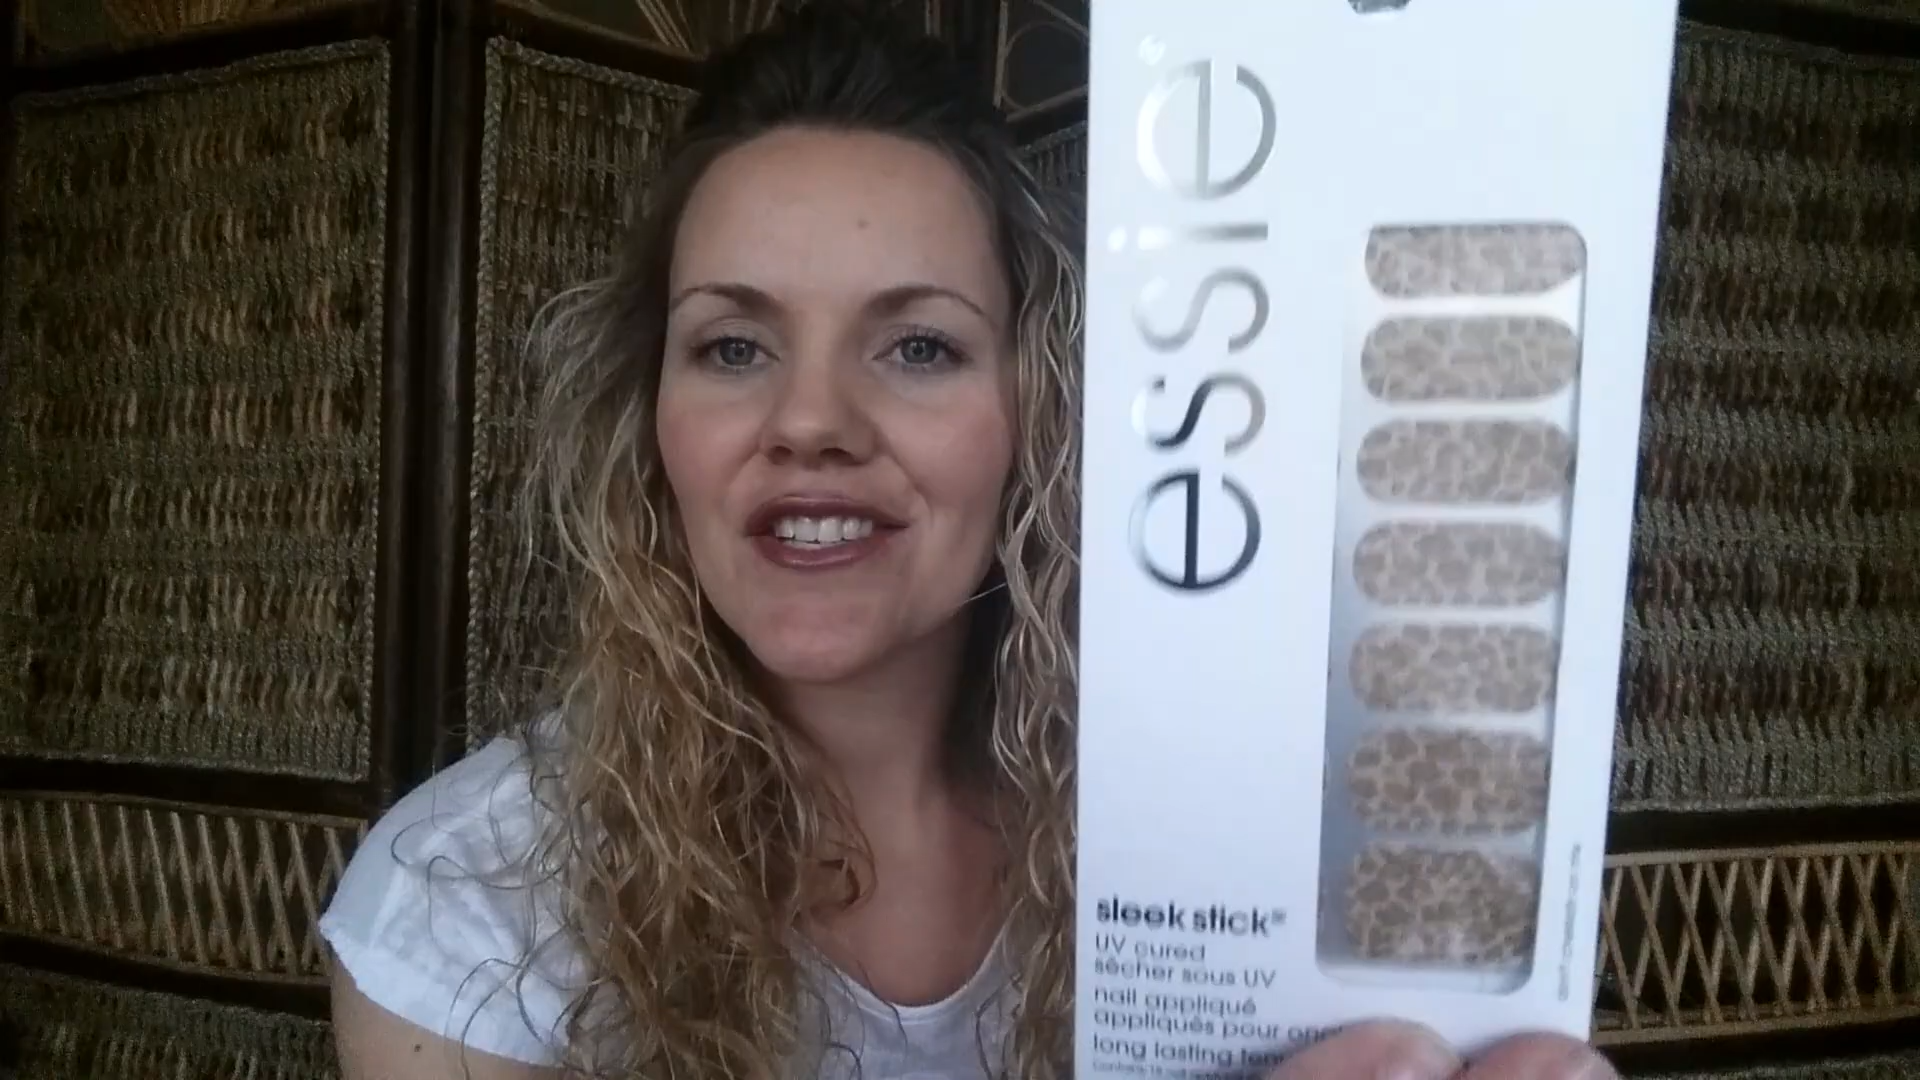 essie®
sleek stick®
UV cured
sécher sous UV
nail appliqué
appliqués pour
long lasting